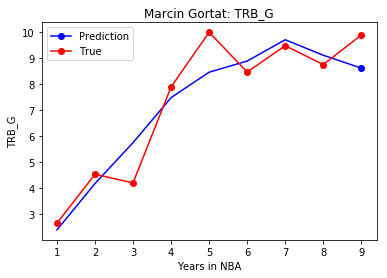 Marcin Gortat: TRB_G
Prediction
True
TRB_G
10
9
8
7
6
5
4
3
1 2 3 4 5 6 7 8 9
Years in NBA